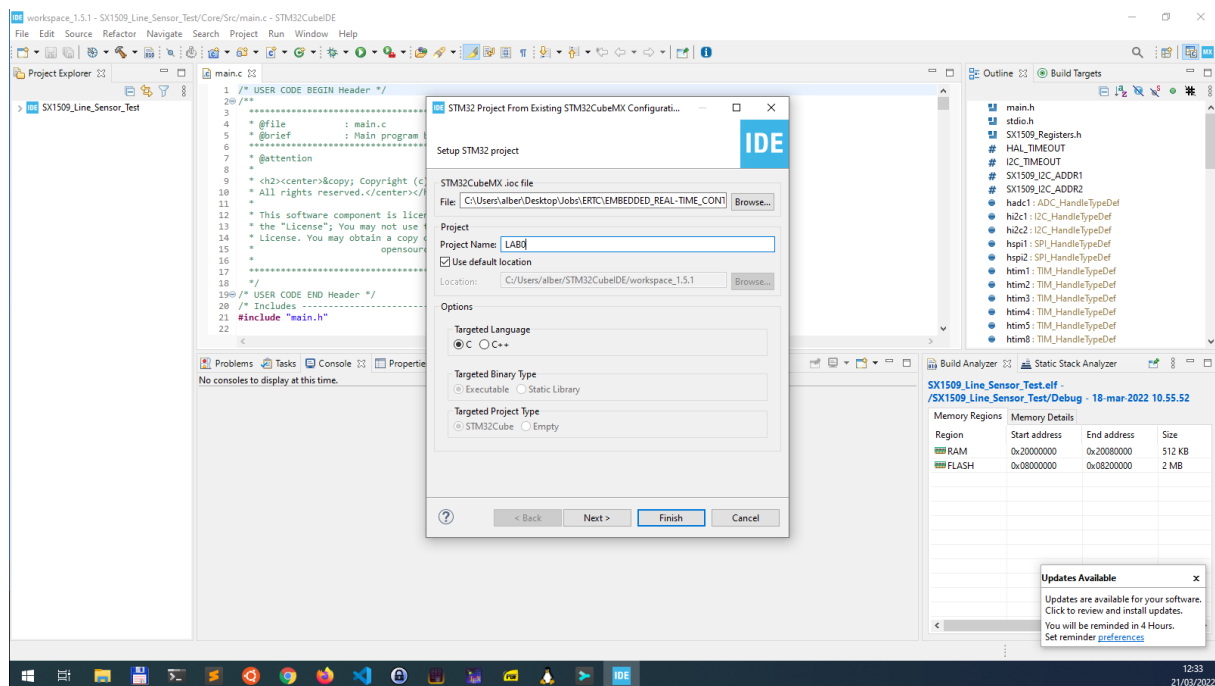 IDE workspace_1.5.1 - SX1509_Line_Sensor_Test/Core/Src/main.c - STM32CubeIDE
File Edit Source Refactor Navigate Search Project Run Window Help
Project Explorer
SX1509_Line_Sensor_Test
main.c
1 /* USER CODE BEGIN Header */
2 /**
3 ******************************
4 * @file : main.c
5 * @brief : Main program b
6 ******************************
7 * @attention
8 *
9 * <h2><center>&copy; Copyright (c)
10 * All rights reserved.</center></h
11 *
12 * This software component is licen
13 * the "License"; You may not use t
14 * License. You may obtain a copy o
15 * opensourc
16 *
17 ******************************
18 */
19 /* USER CODE END Header */
20 /* Includes ------------------
21 #include "main.h"
22
IDE STM32 Project From Existing STM32CubeMX Configurati...
Setup STM32 project
IDE
STM32CubeMX .ioc file
File: C:\Users\alber\Desktop\Jobs\ERTC\EMBEDDED_REAL-TIME_CONT Browse...
Project
Project Name: LAB0
Use default location
Location: C:/Users/alber/STM32CubeIDE/workspace_1.5.1 Browse...
Options
Targeted Language
C C++
Targeted Binary Type
Executable Static Library
Targeted Project Type
STM32Cube Empty
? < Back Next > Finish Cancel
Outline Build Targets
main.h
stdio.h
SX1509_Registers.h
HAL_TIMEOUT
I2C_TIMEOUT
SX1509_I2C_ADDR1
SX1509_I2C_ADDR2
hadc1 : ADC_HandleTypeDef
hi2c1 : I2C_HandleTypeDef
hi2c2 : I2C_HandleTypeDef
hspi1 : SPI_HandleTypeDef
hspi2 : SPI_HandleTypeDef
htim1 : TIM_HandleTypeDef
htim2 : TIM_HandleTypeDef
htim3 : TIM_HandleTypeDef
htim4 : TIM_HandleTypeDef
htim5 : TIM_HandleTypeDef
htim8 : TIM_HandleTypeDef
Problems Tasks Console Propertie
No consoles to display at this time.
Build Analyzer Static Stack Analyzer
SX1509_Line_Sensor_Test.elf -
/SX1509_Line_Sensor_Test/Debug - 18-mar-2022 10.55.52
Memory Regions Memory Details
Region Start address End address Size
RAM 0x20000000 0x20080000 512 KB
FLASH 0x08000000 0x08200000 2 MB
Updates Available x
Updates are available for your software.
Click to review and install updates.
You will be reminded in 4 Hours.
Set reminder preferences
IDE
12:33
21/03/2022